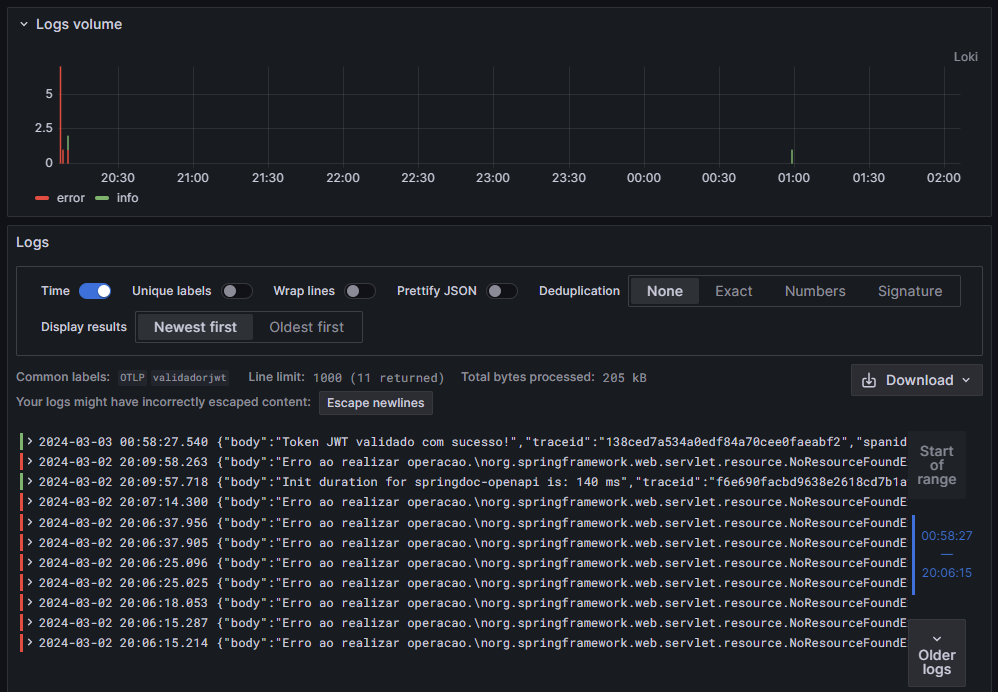 Logs volume
Loki
5
2.5
0
20:30 21:00 21:30 22:00 22:30 23:00 23:30 00:00 00:30 01:00 01:30 02:00
error info
Logs
Time Unique labels Wrap lines Prettify JSON Deduplication None Exact Numbers Signature
Display results Newest first Oldest first
Common labels: OTLP validadorjwt Line limit: 1000 (11 returned) Total bytes processed: 205 kB
Download
Your logs might have incorrectly escaped content: Escape newlines
2024-03-03 00:58:27.540 {"body":"Token JWT validado com sucesso!","traceid":"138ced7a534a0edf84a70cee0faeabf2","spanid
2024-03-02 20:09:58.263 {"body":"Erro ao realizar operacao.\norg.springframework.web.servlet.resource.NoResourceFoundE
2024-03-02 20:09:57.718 {"body":"Init duration for springdoc-openapi is: 140 ms","traceid":"f6e690facbd9638e2618cd7b1a
2024-03-02 20:07:14.300 {"body":"Erro ao realizar operacao.\norg.springframework.web.servlet.resource.NoResourceFoundE
2024-03-02 20:06:37.956 {"body":"Erro ao realizar operacao.\norg.springframework.web.servlet.resource.NoResourceFoundE
2024-03-02 20:06:37.905 {"body":"Erro ao realizar operacao.\norg.springframework.web.servlet.resource.NoResourceFoundE
2024-03-02 20:06:25.096 {"body":"Erro ao realizar operacao.\norg.springframework.web.servlet.resource.NoResourceFoundE
2024-03-02 20:06:25.025 {"body":"Erro ao realizar operacao.\norg.springframework.web.servlet.resource.NoResourceFoundE
2024-03-02 20:06:18.053 {"body":"Erro ao realizar operacao.\norg.springframework.web.servlet.resource.NoResourceFoundE
2024-03-02 20:06:15.287 {"body":"Erro ao realizar operacao.\norg.springframework.web.servlet.resource.NoResourceFoundE
2024-03-02 20:06:15.214 {"body":"Erro ao realizar operacao.\norg.springframework.web.servlet.resource.NoResourceFoundE
Start
of
range
00:58:27
—
20:06:15
Older
logs